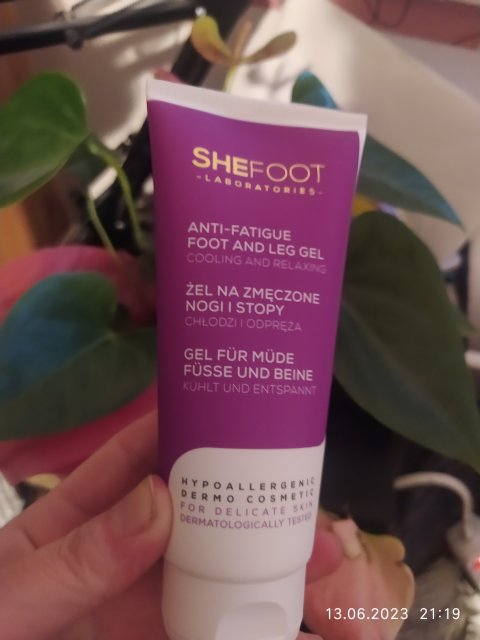 SHEFOOT
-LABORATORIES-
ANTI-FATIGUE
FOOT AND LEG GEL
COOLING AND RELAXING
ŻEL NA ZMĘCZONE
NOGI I STOPY
CHŁODZI I ODPRĘŻA
GEL FÜR MÜDE
FÜSSE UND BEINE
KÜHLT UND ENTSPANNT
HYPOALLERGENIC
DERMO COSMETIC
FOR DELICATE SKIN
DERMATOLOGICALLY TESTED
13.06.2023 21:19